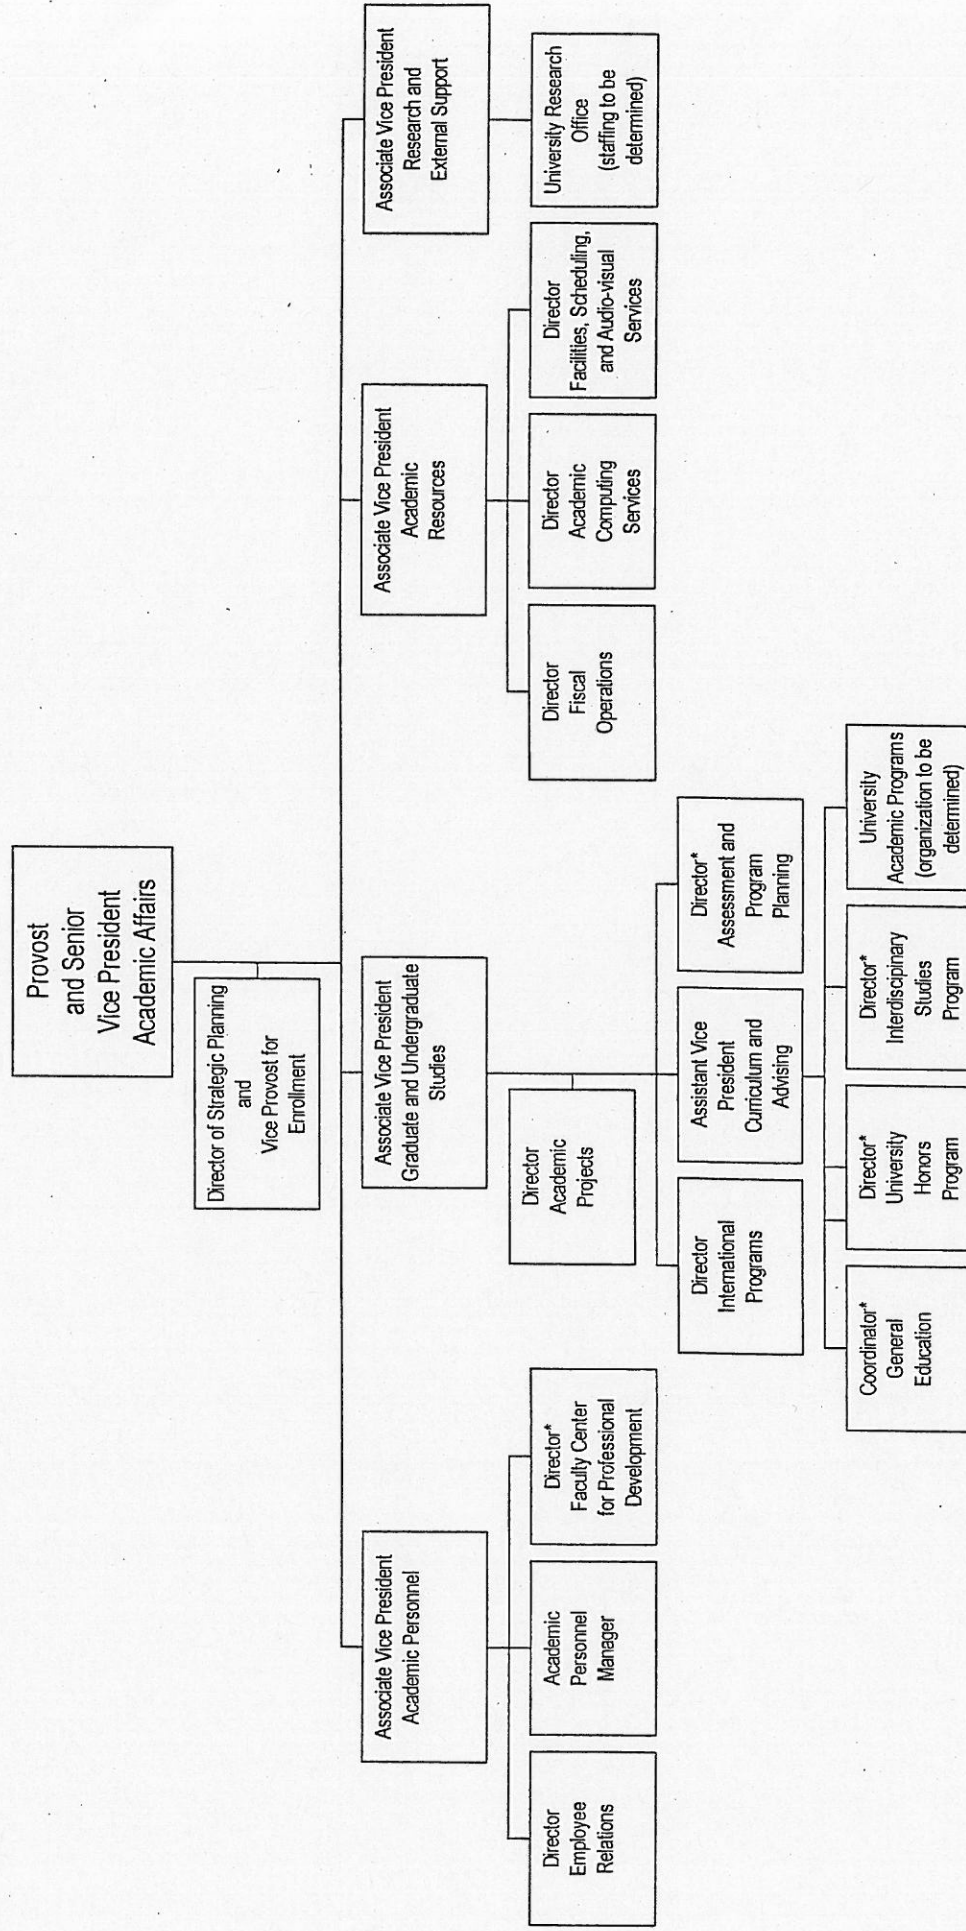 Provost
and Senior
Vice President
Academic Affairs
Director of Strategic Planning
and
Vice Provost for
Enrollment
Associate Vice President
Academic Personnel
Associate Vice President
Graduate and Undergraduate
Studies
Associate Vice President
Academic
Resources
Associate Vice President
Research and
External Support
Director
Employee
Relations
Academic
Personnel
Manager
Director*
Faculty Center
for Professional
Development
Director
Academic
Projects
Director
Fiscal
Operations
Director
Academic
Computing
Services
Director
Facilities, Scheduling,
and Audio-visual
Services
University Research
Office
(staffing to be
determined)
Director
International
Programs
Assistant Vice
President
Curriculum and
Advising
Director*
Assessment and
Program
Planning
Coordinator*
General
Education
Director*
University
Honors
Program
Director*
Interdiscipinary
Studies
Program
University
Academic Programs
(organization to be
determined)